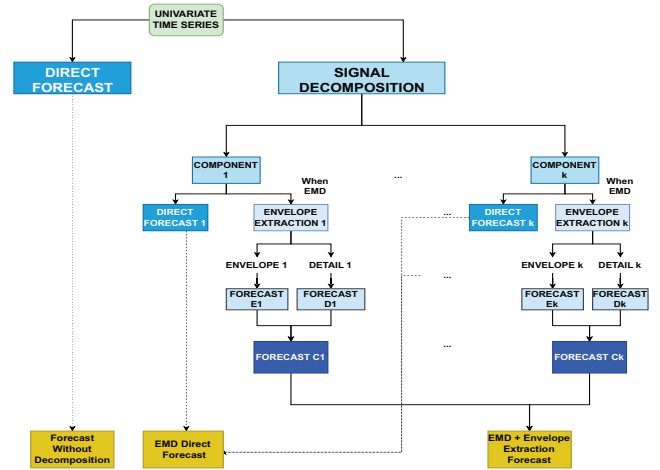 UNIVARIATE
TIME SERIES
DIRECT
FORECAST
SIGNAL
DECOMPOSITION
COMPONENT
1
...
COMPONENT
k
When
EMD
When
EMD
DIRECT
FORECAST 1
ENVELOPE
EXTRACTION 1
...
DIRECT
FORECAST k
ENVELOPE
EXTRACTION k
ENVELOPE 1
DETAIL 1
...
ENVELOPE k
DETAIL k
FORECAST
E1
FORECAST
D1
FORECAST
Ek
FORECAST
Dk
FORECAST C1
...
FORECAST Ck
Forecast
Without
Decomposition
EMD Direct
Forecast
EMD + Envelope
Extraction
Forecast